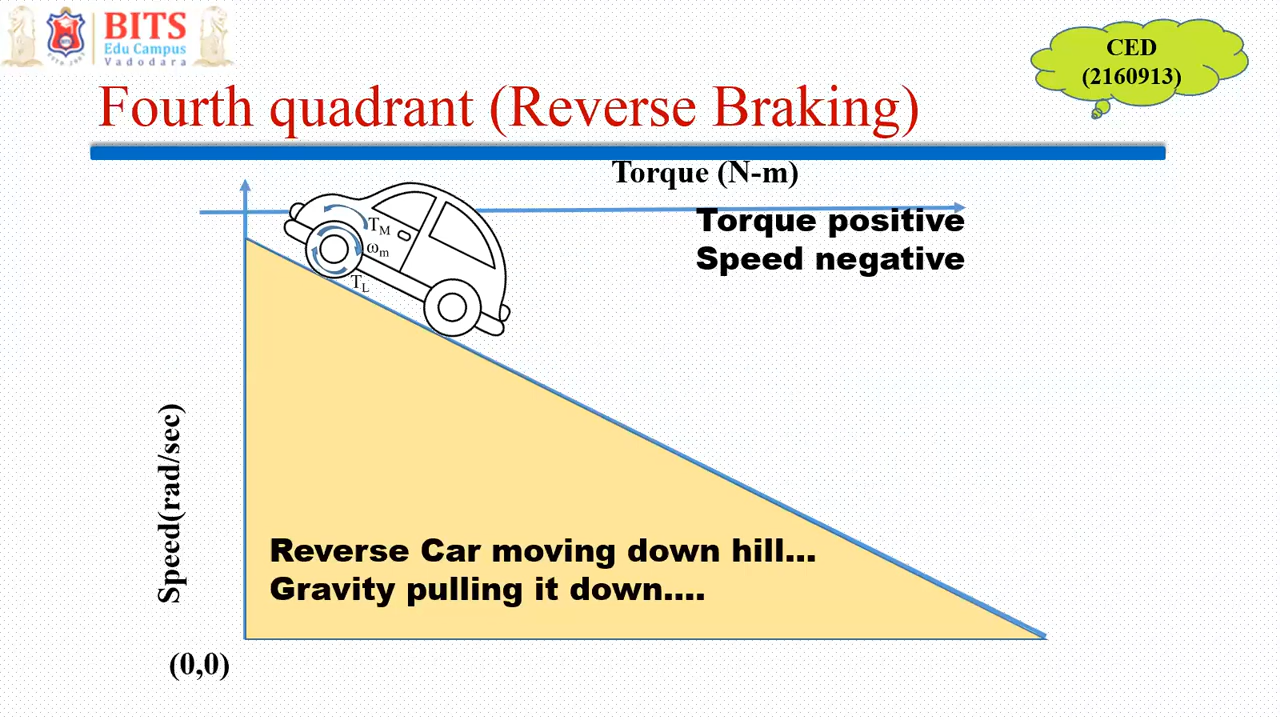 BITS
Edu Campus
Vadodara
CED
(2160913)
Fourth quadrant (Reverse Braking)
Torque (N-m)
Torque positive
Speed negative
TM
ωm
TL
Speed(rad/sec)
Reverse Car moving down hill...
Gravity pulling it down....
(0,0)